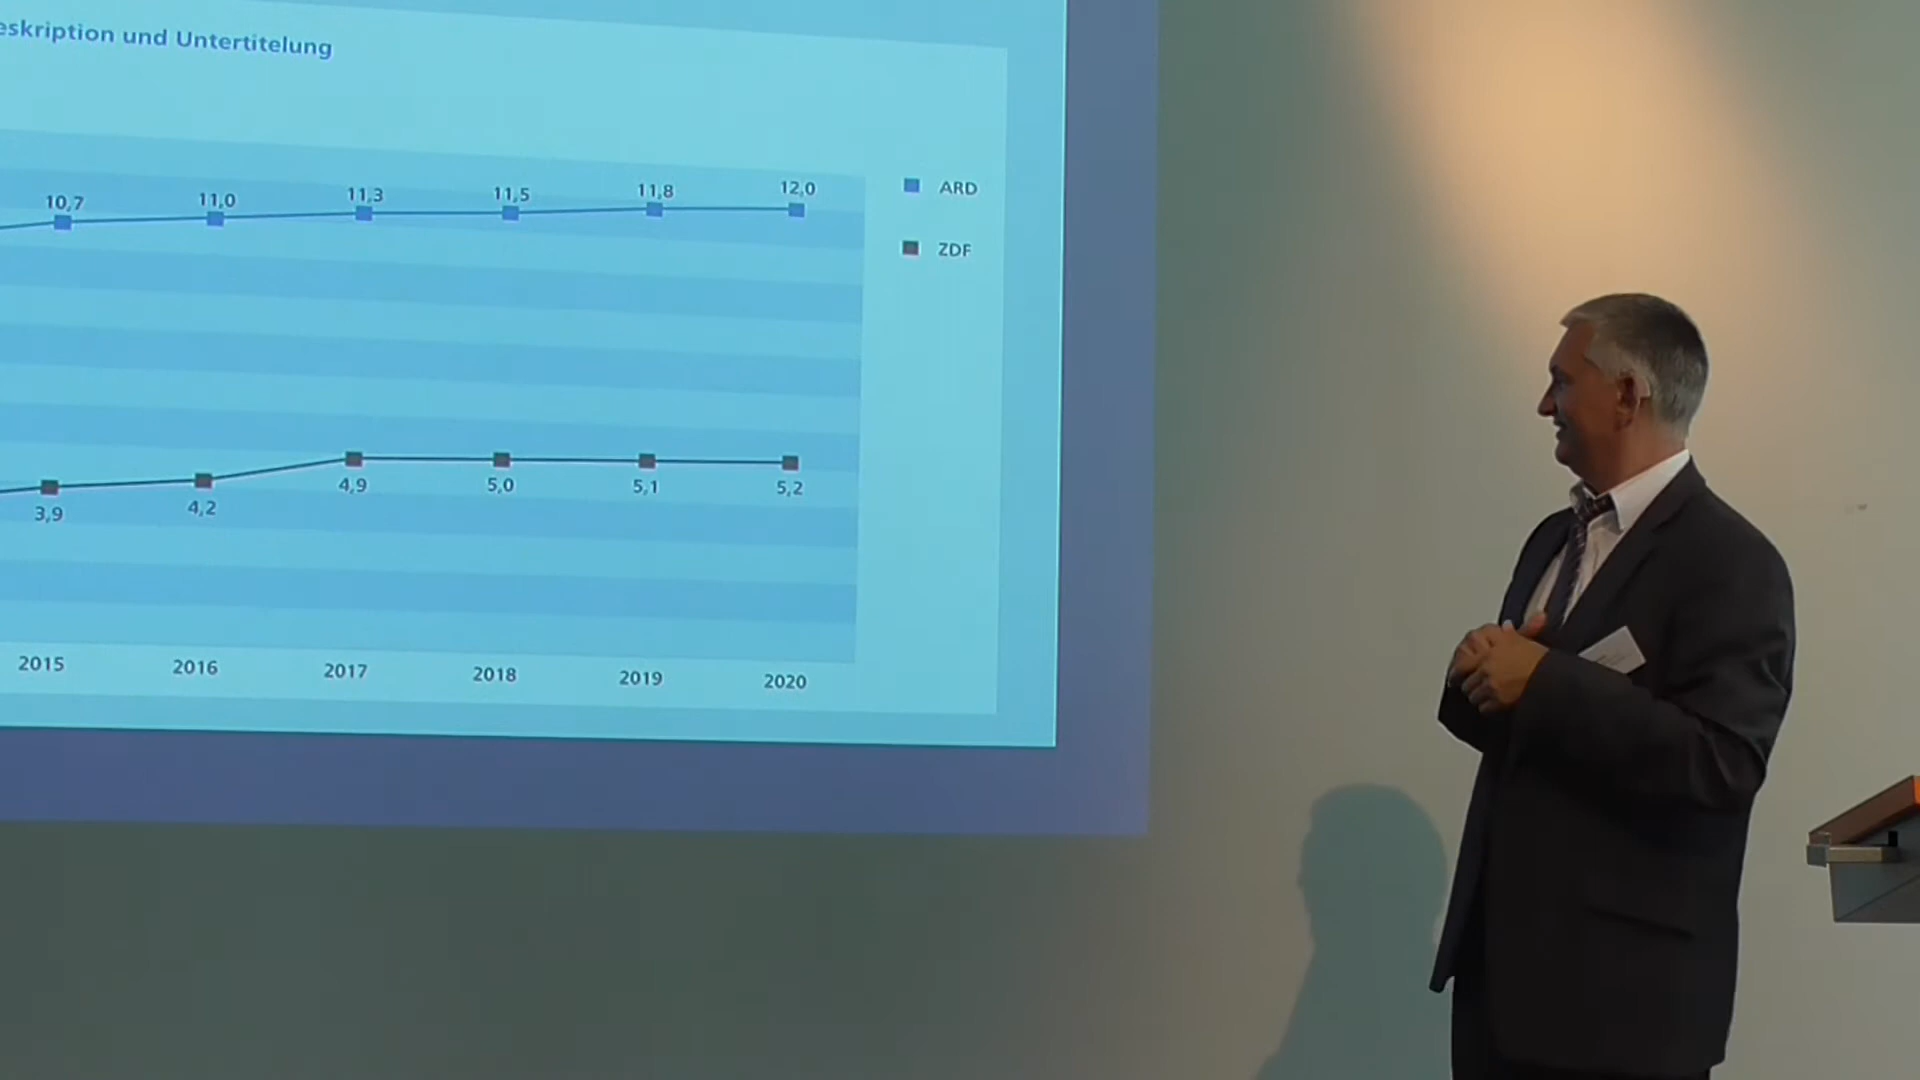 eskription und Untertitelung
10,7 11,0 11,3 11,5 11,8 12,0
ARD
ZDF
3,9 4,2 4,9 5,0 5,1 5,2
2015 2016 2017 2018 2019 2020